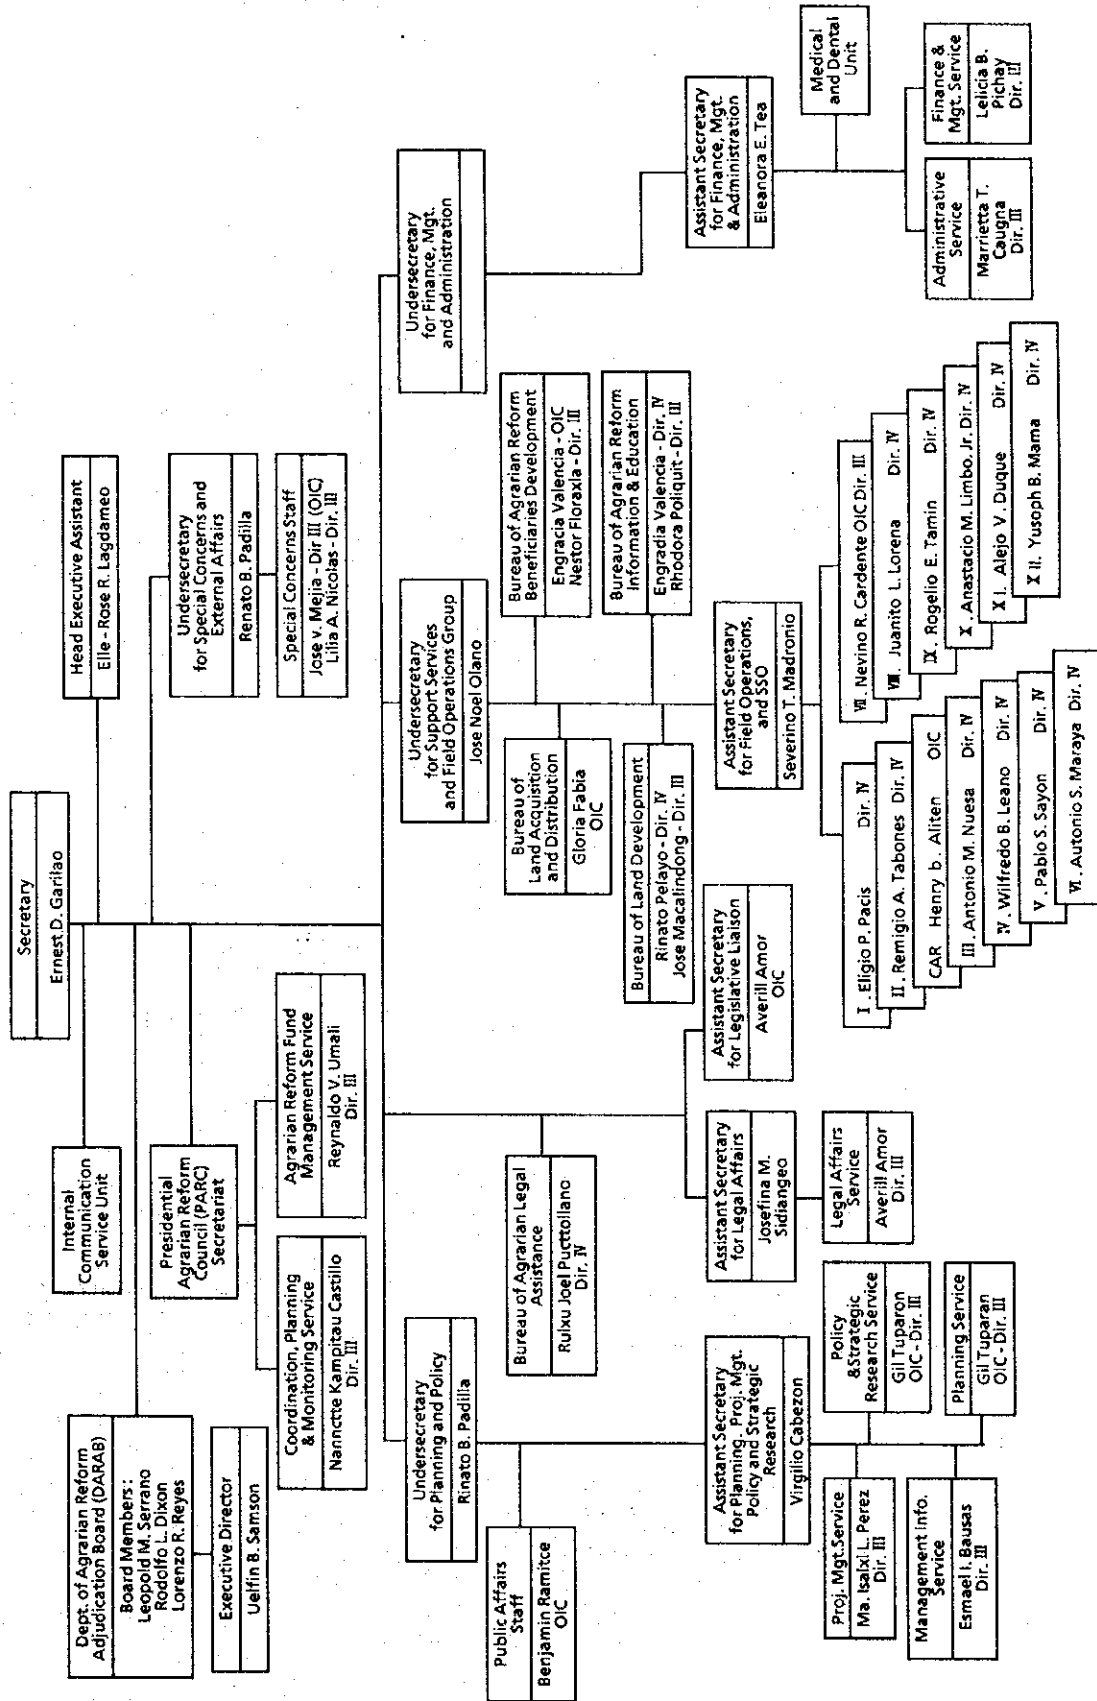 Secretary
Ernest D. Garilao
Head Executive Assistant
Elle - Rose R. Lagdameo
Internal
Communication
Service Unit
Dept. of Agrarian Reform
Adjudication Board (DARAB)
Board Members :
Leopold M. Serrano
Rodolfo L. Dixon
Lorenzo R. Reyes
Executive Director
Uelfin B. Samson
Presidential
Agrarian Reform
Council (PARC)
Secretariat
Undersecretary
for Special Concerns and
External Affairs
Renato B. Padilla
Special Concerns Staff
Jose v. Mejia - Dir III (OIC)
Lilia A. Nicolas - Dir. III
Coordination, Planning
& Monitoring Service
Nannctte Kampitau Castillo
Dir. III
Agrarian Reform Fund
Management Service
Reynaldo V. Umali
Dir. III
Undersecretary
for Planning and Policy
Rinato B. Padilla
Undersecretary
for Support Services
and Field Operations Group
Jose Noel Olano
Undersecretary
for Finance, Mgt.
and Administration
Public Affairs
Staff
Benjamin Ramitce
OIC
Bureau of Agrarian Legal
Assistance
Rulxu Joel Pucttollano
Dir. IV
Bureau of
Land Acquisition
and Distribution
Gloria Fabia
OIC
Bureau of Agrarian Reform
Beneficiaries Development
Engracia Valencia - OIC
Nestor Floraxla - Dir. III
Bureau of Land Development
Rinato Pelayo - Dir. IV
Jose Macalindong - Dir. III
Bureau of Agrarian Reform
Information & Education
Engradia Valencia - Dir. IV
Rhodora Poliquit - Dir. III
Assistant Secretary
for Planning. Proj. Mgt.
Policy and Strategic
Research
Virgilio Cabezon
Assistant Secretary
for Legal Affairs
Josefina M.
Sidiangeo
Assistant Secretary
for Legislative Liaison
Averill Amor
OIC
Assistant Secretary
for Field Operations,
and SSO
Severino T. Madronio
Assistant Secretary
for Finance, Mgt.
& Administration
Eleanora E. Tea
Medical
and Dental
Unit
Proj. Mgt.Service
Ma. Isalxl L. Perez
Dir. III
Policy
&Strategic
Research Service
Gil Tuparon
OIC - Dir. III
Management Info.
Service
Esmael I. Bausas
Dir. III
Planning Service
Gil Tuparan
OIC - Dir. III
Legal Affairs
Service
Averill Amor
Dir. III
I . Eligio P. Pacis Dir. IV
II . Remigio A. Tabones Dir. IV
CAR Henry b . Aliten OIC
III . Antonio M. Nuesa Dir. IV
IV . Wilfredo B. Leano Dir. IV
V . Pablo S. Sayon Dir. IV
VI . Autonio S. Maraya Dir. IV
VII. Nevino R. Cardente OIC Dir. III
VIII. Juanito L. Lorena Dir. IV
IX . Rogelio E. Tamin Dir. IV
X . Anastacio M. Limbo, Jr. Dir. IV
X I . Alejo V. Duque Dir. IV
X II. Yusoph B. Mama Dir. IV
Administrative
Service
Marrietta T.
Caugna
Dir. III
Finance &
Mgt. Service
Lelicia B.
Pichay
Dir. III